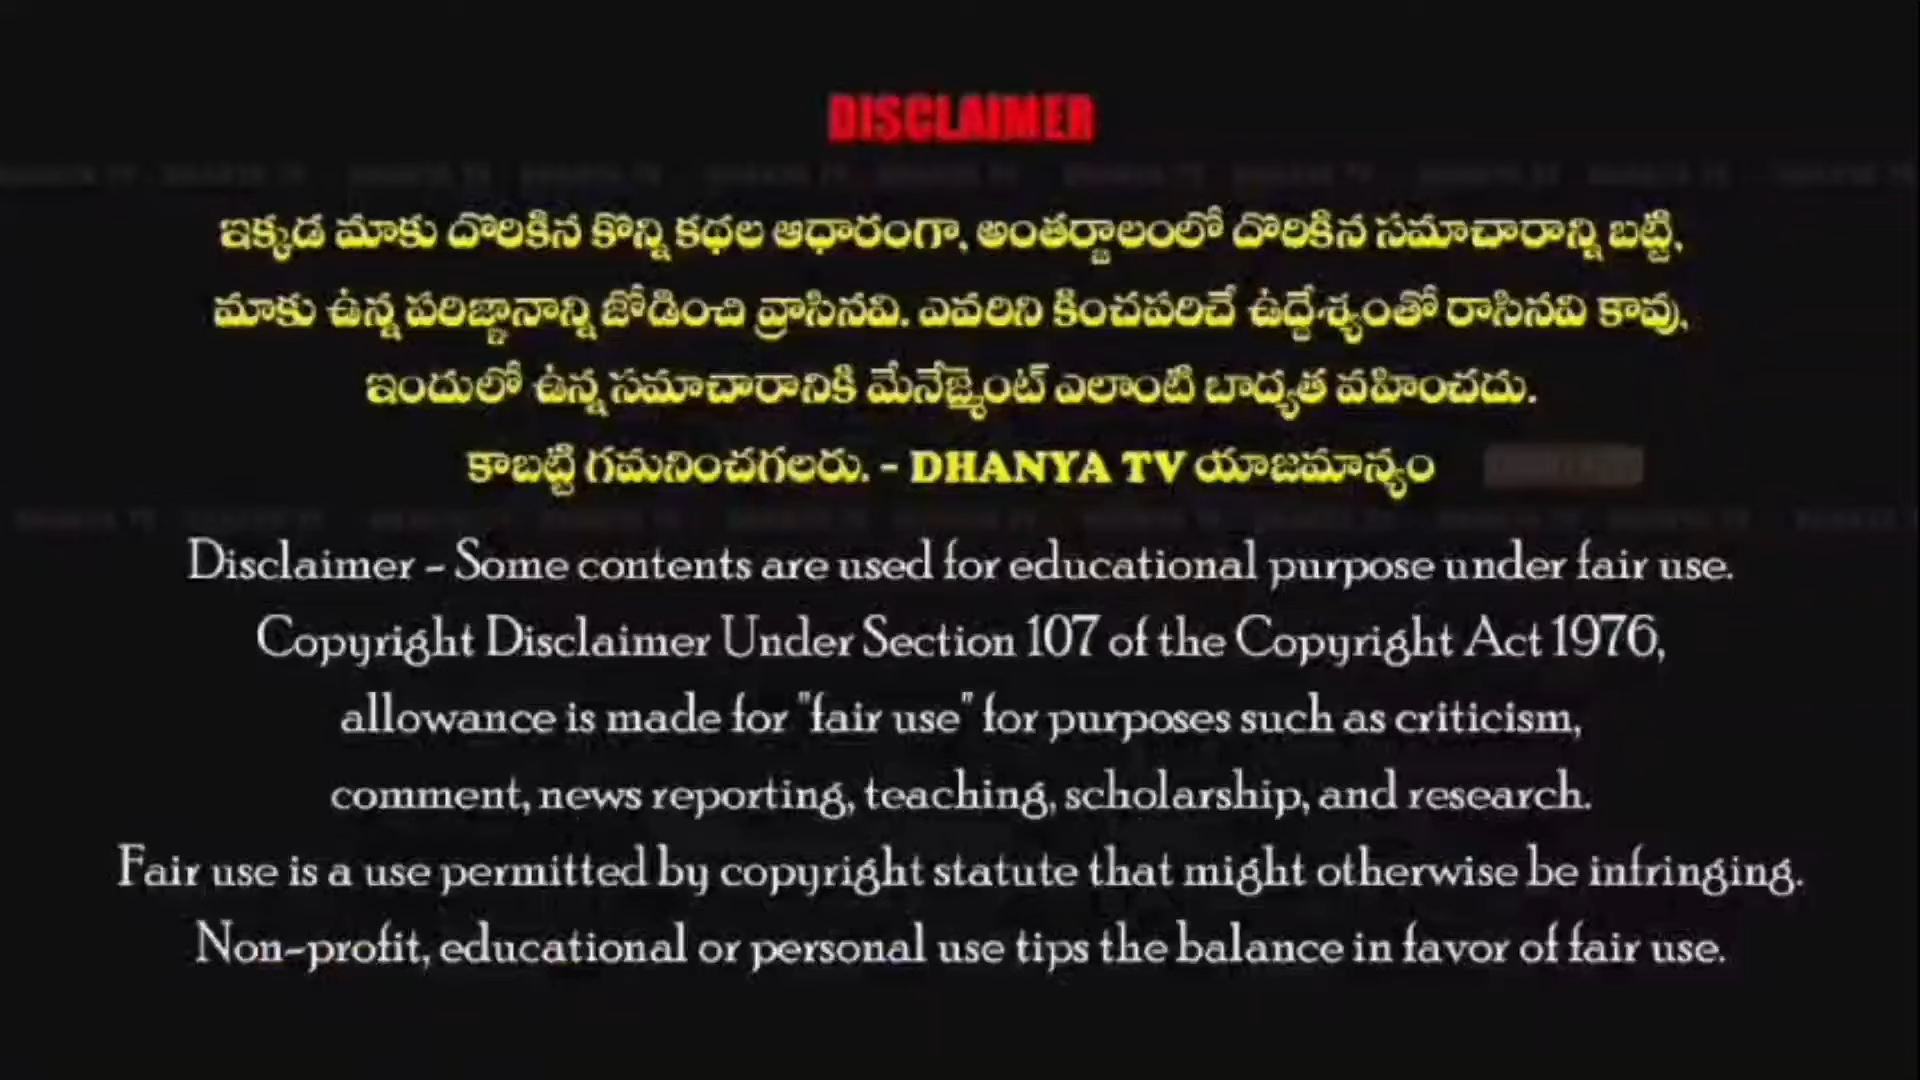 DISCLAIMER
ఇక్కడ మాకు దొరికిన కొన్ని కథల ఆధారంగా, అంతర్జాలంలో దొరికిన సమాచారాన్ని బట్టి,
మాకు ఉన్న పరిజ్ఞానాన్ని జోడించి వ్రాసినవి. ఎవరిని కించపరిచే ఉద్దేశ్యంతో రాసినవి కావు,
ఇందులో ఉన్న సమాచారానికి మేనేజ్మెంట్ ఎలాంటి బాద్యత వహించదు.
కాబట్టి గమనించగలరు. - DHANYA TV యాజమాన్యం
Disclaimer - Some contents are used for educational purpose under fair use.
Copyright Disclaimer Under Section 107 of the Copyright Act 1976,
allowance is made for "fair use" for purposes such as criticism,
comment, news reporting, teaching, scholarship, and research.
Fair use is a use permitted by copyright statute that might otherwise be infringing.
Non-profit, educational or personal use tips the balance in favor of fair use.